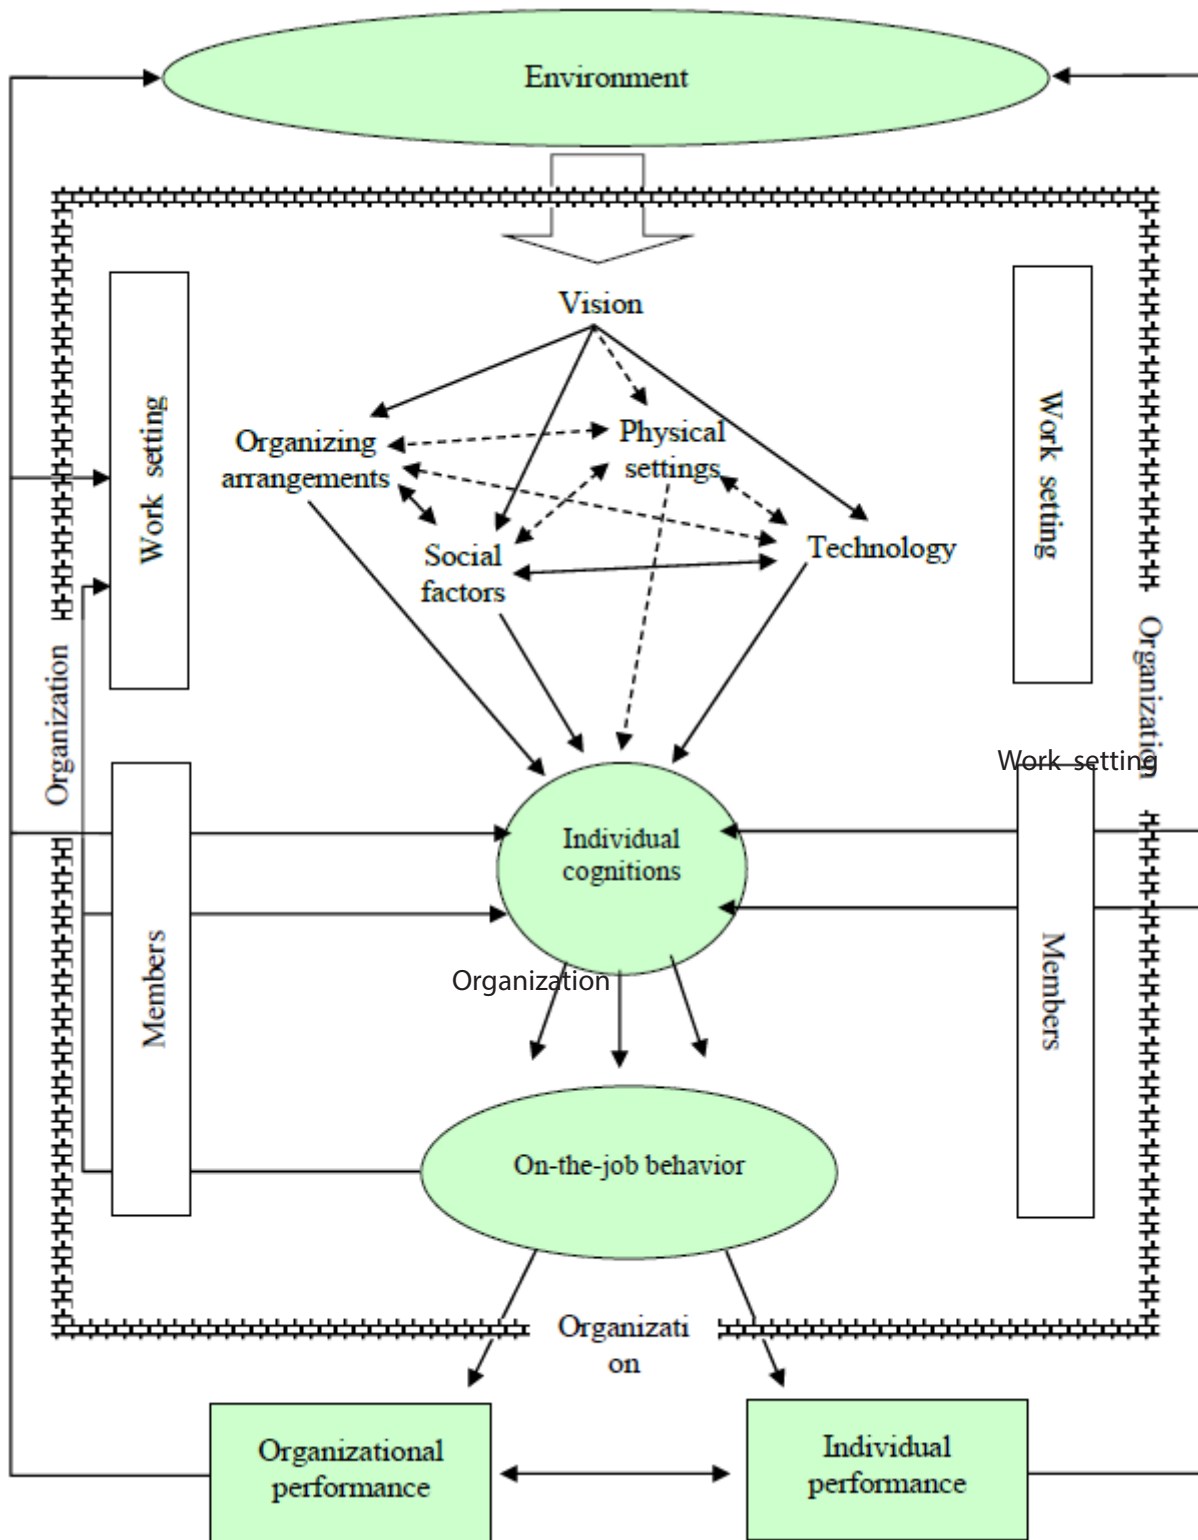 Environment
Vision
Work setting
Work setting
Organizing
arrangements
Physical
settings
Social
factors
Technology
Organization
Organization
Work setting
Individual
cognitions
Members
Members
Organization
On-the-job behavior
Organizati
on
Organizational
performance
Individual
performance